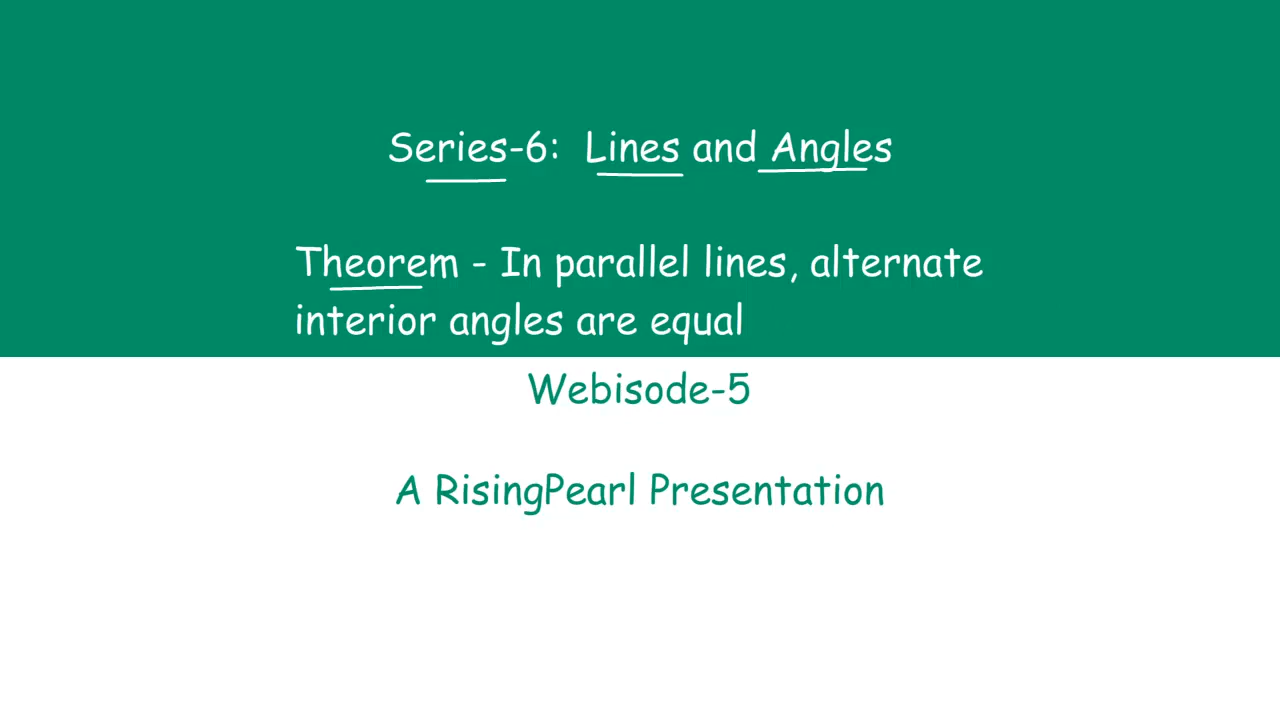 Series-6:  Lines and Angles
Theorem - In parallel lines, alternate
interior angles are equal
Webisode-5
A RisingPearl Presentation